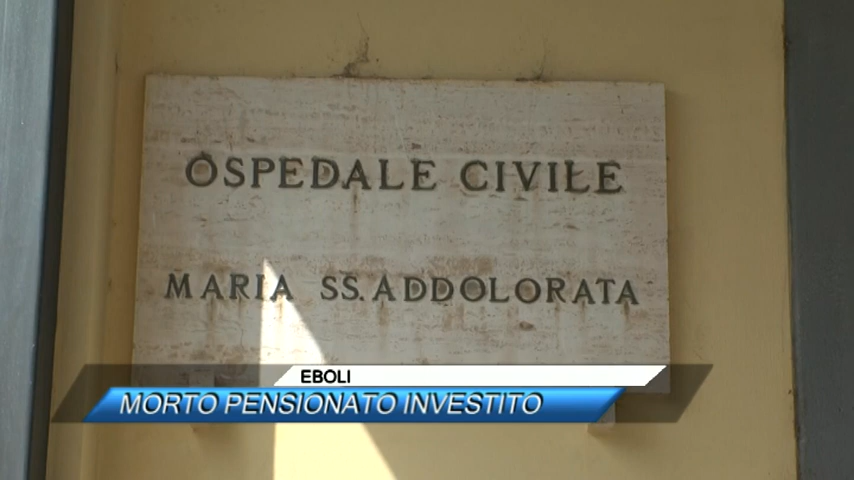 OSPEDALE CIVILE
MARIA SS. ADDOLORATA
EBOLI
MORTO PENSIONATO INVESTITO